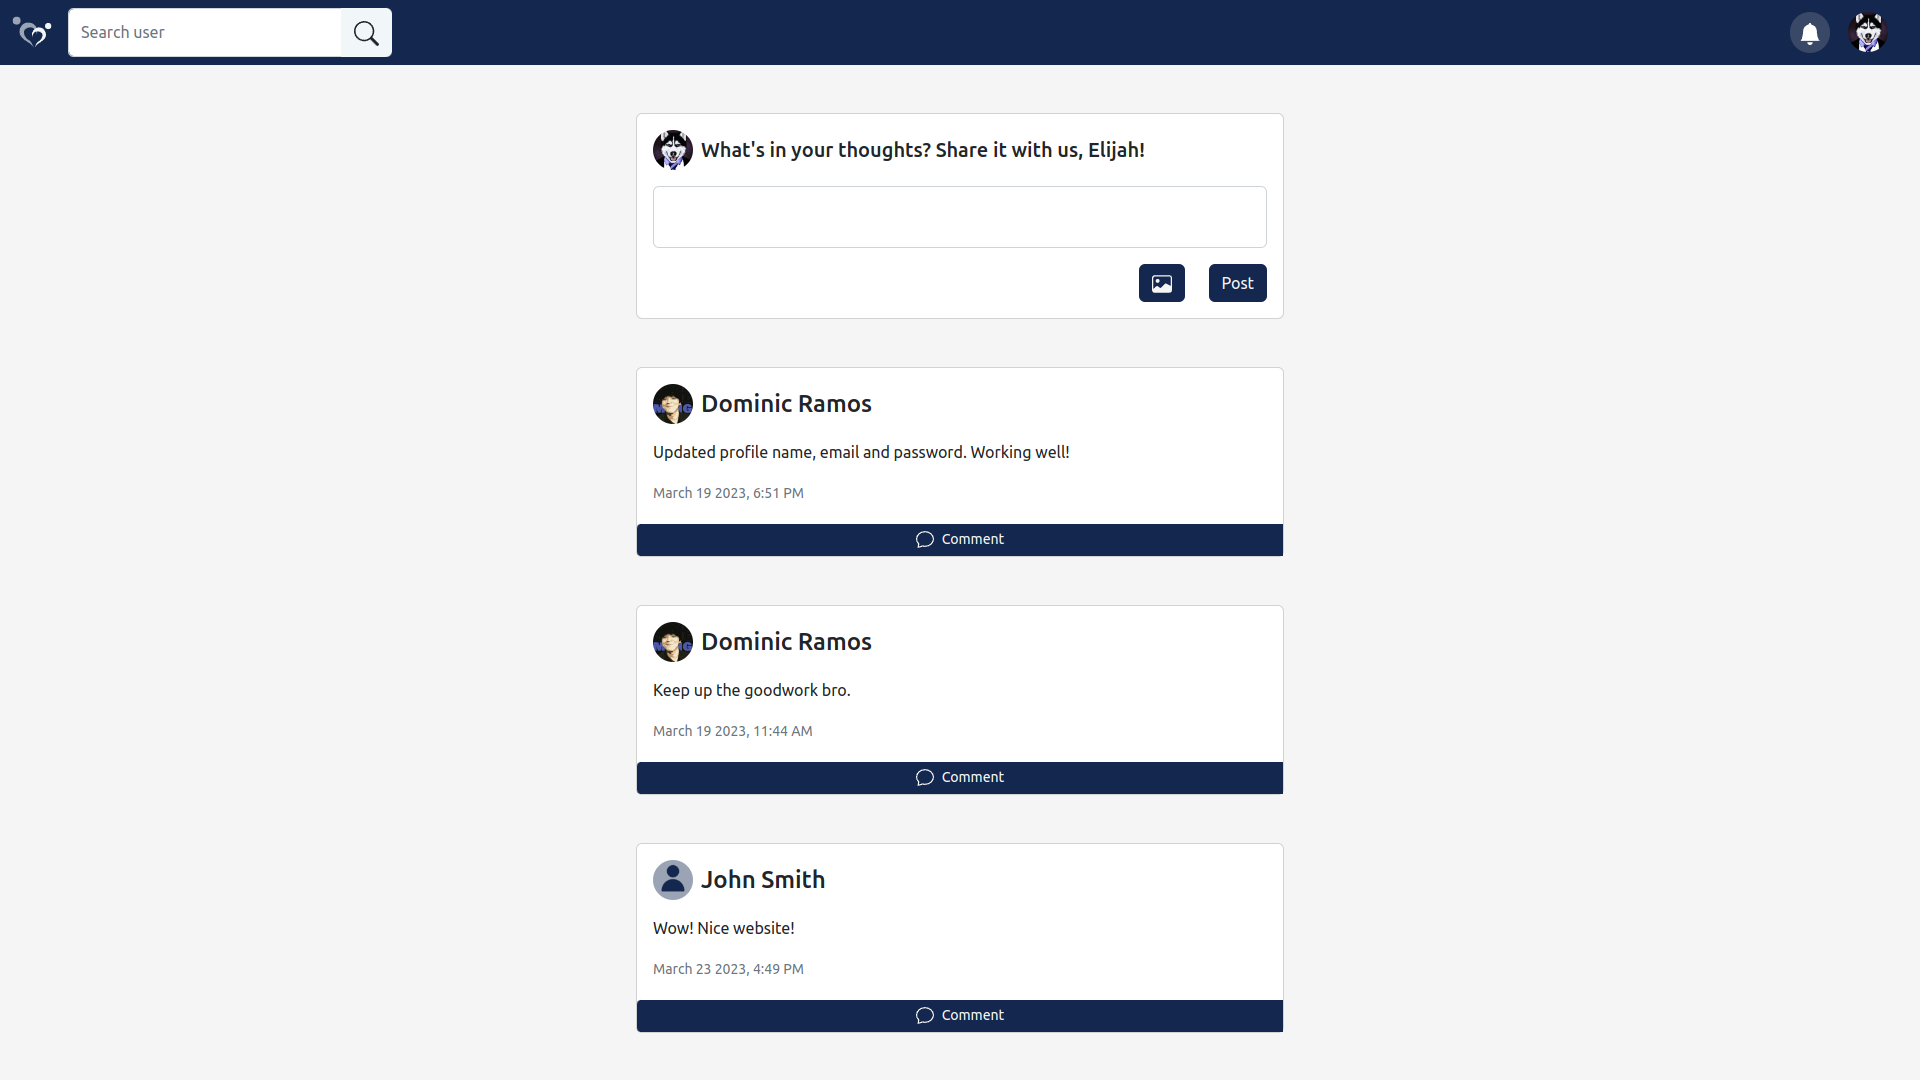 Search user
What's in your thoughts? Share it with us, Elijah!
Post
Dominic Ramos
Updated profile name, email and password. Working well!
March 19 2023, 6:51 PM
Comment
Dominic Ramos
Keep up the goodwork bro.
March 19 2023, 11:44 AM
Comment
John Smith
Wow! Nice website!
March 23 2023, 4:49 PM
Comment